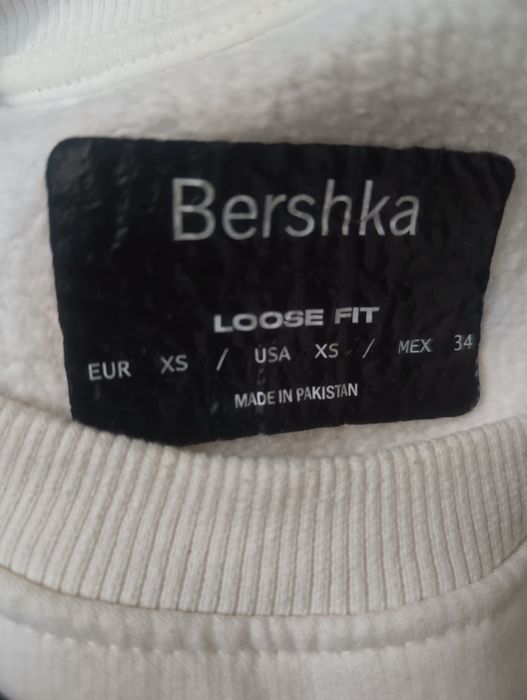 Bershka
LOOSE FIT
EUR XS / USA XS / MEX 34
MADE IN PAKISTAN